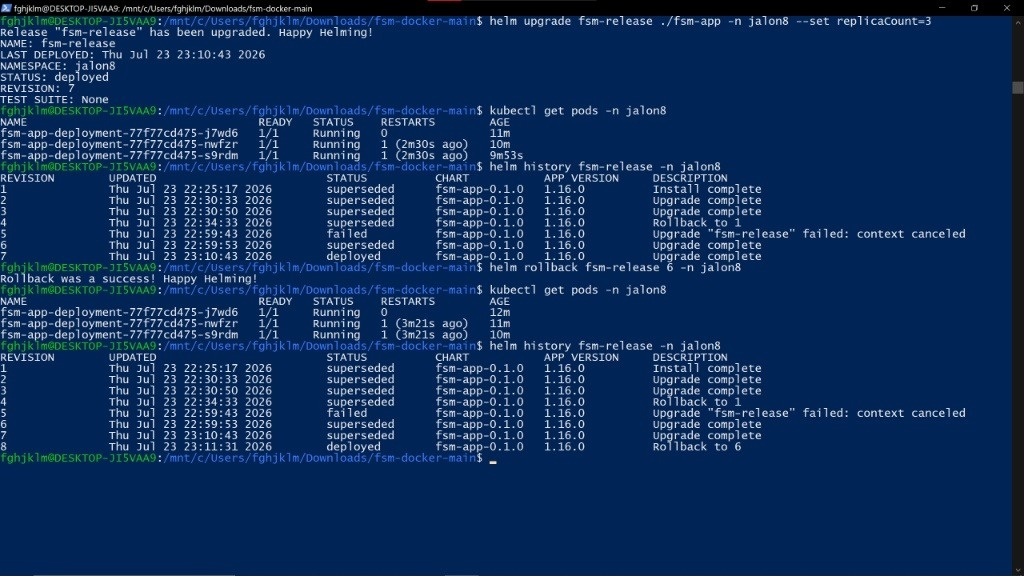 fghjklm@DESKTOP-JI5VAA9: /mnt/c/Users/fghjklm/Downloads/fsm-docker-main
fghjklm@DESKTOP-JI5VAA9:/mnt/c/Users/fghjklm/Downloads/fsm-docker-main$ helm upgrade fsm-release ./fsm-app -n jalon8 --set replicaCount=3
Release "fsm-release" has been upgraded. Happy Helming!
NAME: fsm-release
LAST DEPLOYED: Thu Jul 23 23:10:43 2026
NAMESPACE: jalon8
STATUS: deployed
REVISION: 7
TEST SUITE: None
fghjklm@DESKTOP-JI5VAA9:/mnt/c/Users/fghjklm/Downloads/fsm-docker-main$ kubectl get pods -n jalon8
NAME READY STATUS RESTARTS AGE
fsm-app-deployment-77f77cd475-j7wd6 1/1 Running 0 11m
fsm-app-deployment-77f77cd475-nwfzr 1/1 Running 1 (2m30s ago) 10m
fsm-app-deployment-77f77cd475-s9rdm 1/1 Running 1 (2m30s ago) 9m53s
fghjklm@DESKTOP-JI5VAA9:/mnt/c/Users/fghjklm/Downloads/fsm-docker-main$ helm history fsm-release -n jalon8
REVISION UPDATED STATUS CHART APP VERSION DESCRIPTION
1 Thu Jul 23 22:25:17 2026 superseded fsm-app-0.1.0 1.16.0 Install complete
2 Thu Jul 23 22:30:33 2026 superseded fsm-app-0.1.0 1.16.0 Upgrade complete
3 Thu Jul 23 22:30:50 2026 superseded fsm-app-0.1.0 1.16.0 Upgrade complete
4 Thu Jul 23 22:34:33 2026 superseded fsm-app-0.1.0 1.16.0 Rollback to 1
5 Thu Jul 23 22:59:43 2026 failed fsm-app-0.1.0 1.16.0 Upgrade "fsm-release" failed: context canceled
6 Thu Jul 23 22:59:53 2026 superseded fsm-app-0.1.0 1.16.0 Upgrade complete
7 Thu Jul 23 23:10:43 2026 deployed fsm-app-0.1.0 1.16.0 Upgrade complete
fghjklm@DESKTOP-JI5VAA9:/mnt/c/Users/fghjklm/Downloads/fsm-docker-main$ helm rollback fsm-release 6 -n jalon8
Rollback was a success! Happy Helming!
fghjklm@DESKTOP-JI5VAA9:/mnt/c/Users/fghjklm/Downloads/fsm-docker-main$ kubectl get pods -n jalon8
NAME READY STATUS RESTARTS AGE
fsm-app-deployment-77f77cd475-j7wd6 1/1 Running 0 12m
fsm-app-deployment-77f77cd475-nwfzr 1/1 Running 1 (3m21s ago) 11m
fsm-app-deployment-77f77cd475-s9rdm 1/1 Running 1 (3m21s ago) 10m
fghjklm@DESKTOP-JI5VAA9:/mnt/c/Users/fghjklm/Downloads/fsm-docker-main$ helm history fsm-release -n jalon8
REVISION UPDATED STATUS CHART APP VERSION DESCRIPTION
1 Thu Jul 23 22:25:17 2026 superseded fsm-app-0.1.0 1.16.0 Install complete
2 Thu Jul 23 22:30:33 2026 superseded fsm-app-0.1.0 1.16.0 Upgrade complete
3 Thu Jul 23 22:30:50 2026 superseded fsm-app-0.1.0 1.16.0 Upgrade complete
4 Thu Jul 23 22:34:33 2026 superseded fsm-app-0.1.0 1.16.0 Rollback to 1
5 Thu Jul 23 22:59:43 2026 failed fsm-app-0.1.0 1.16.0 Upgrade "fsm-release" failed: context canceled
6 Thu Jul 23 22:59:53 2026 superseded fsm-app-0.1.0 1.16.0 Upgrade complete
7 Thu Jul 23 23:10:43 2026 superseded fsm-app-0.1.0 1.16.0 Upgrade complete
8 Thu Jul 23 23:11:31 2026 deployed fsm-app-0.1.0 1.16.0 Rollback to 6
fghjklm@DESKTOP-JI5VAA9:/mnt/c/Users/fghjklm/Downloads/fsm-docker-main$